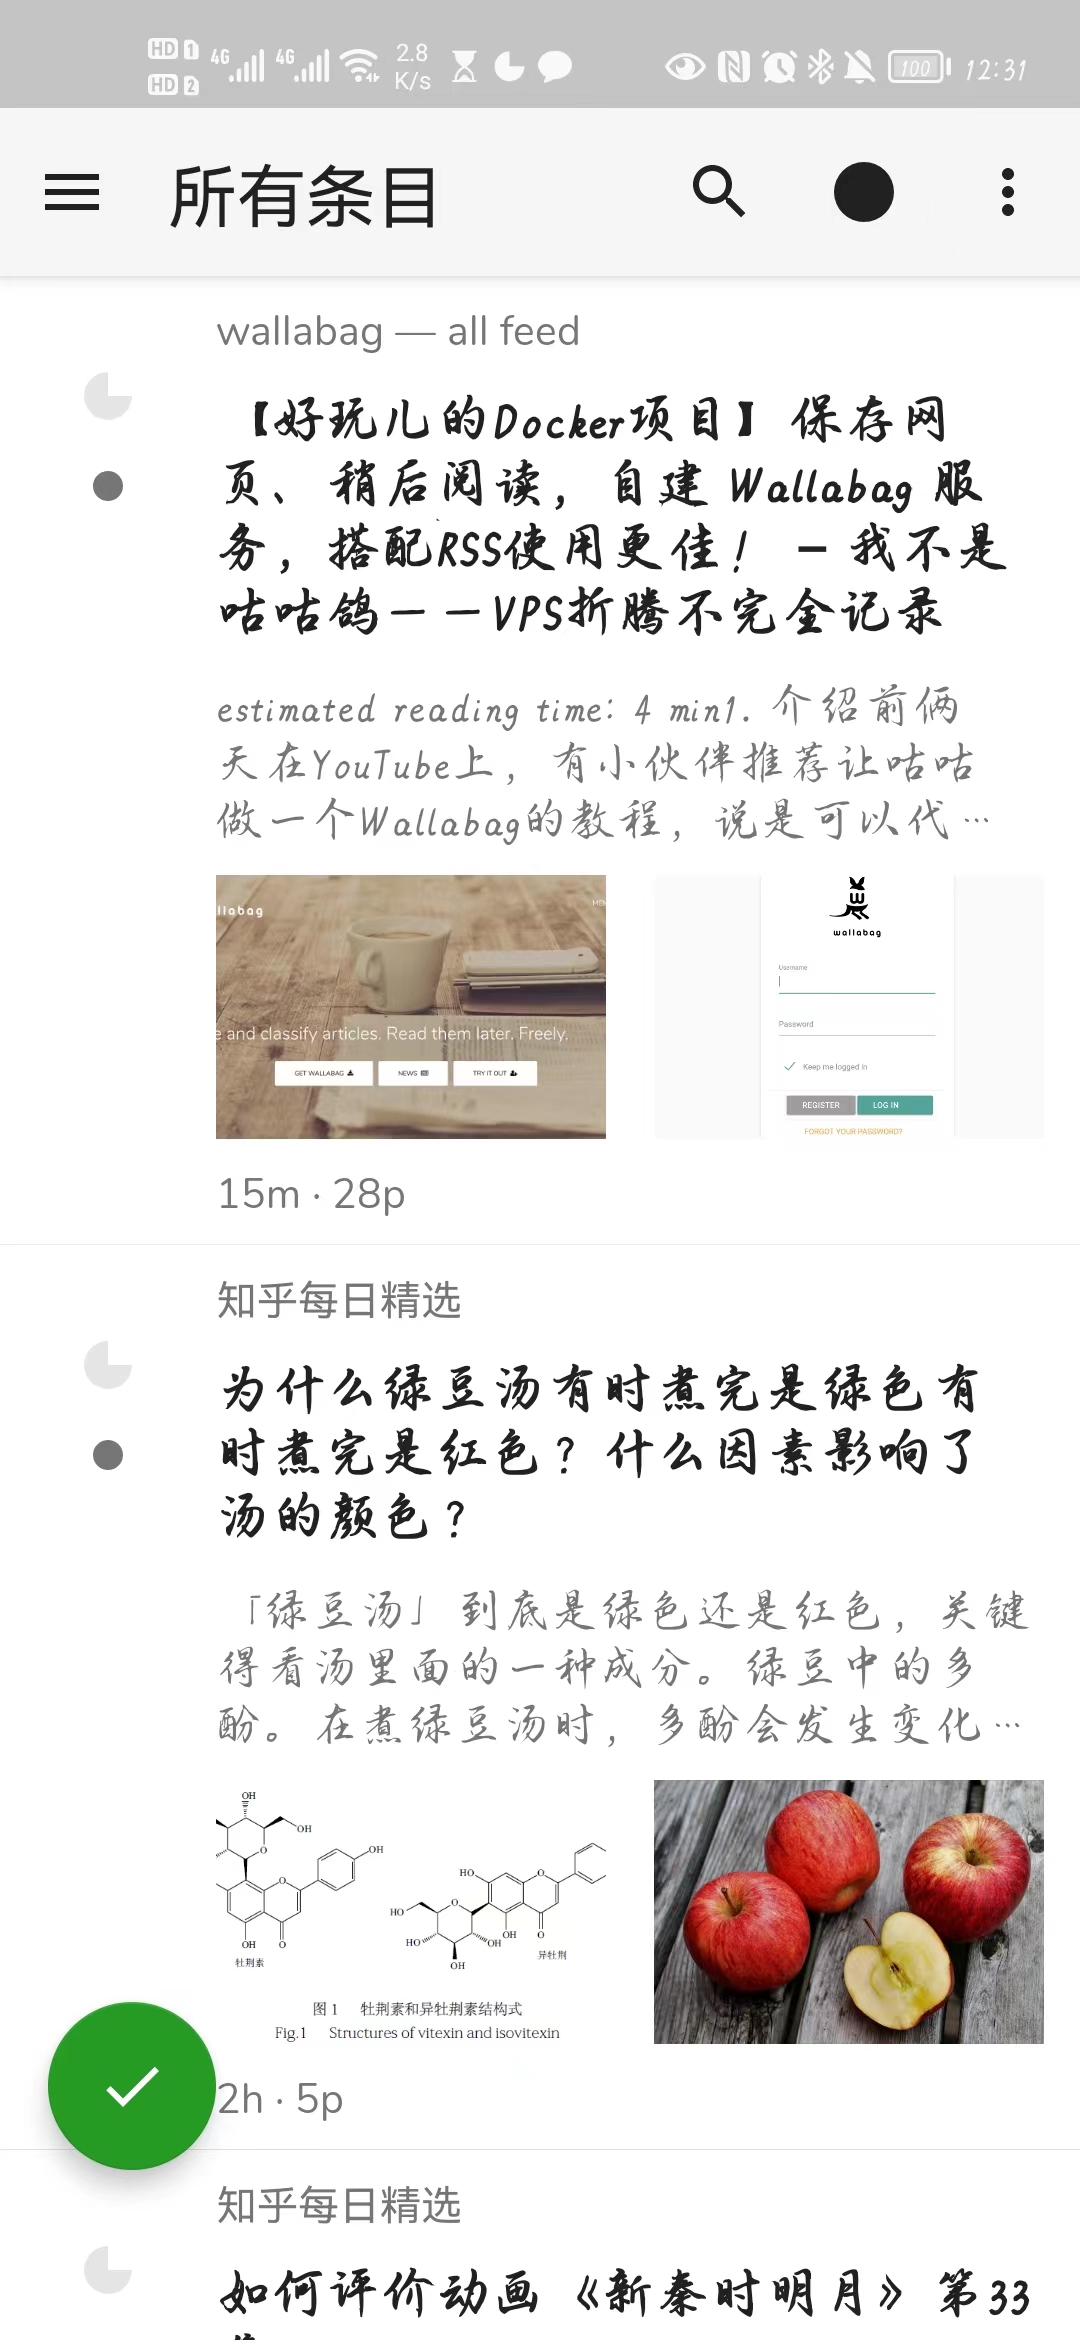 HD 1 4G 4G 2.8 100 12:31
HD 2 K/s
所有条目
wallabag — all feed
【好玩儿的Docker项目】保存网
页、稍后阅读，自建 Wallabag 服
务，搭配RSS使用更佳！ – 我不是
咕咕鸽——VPS折腾不完全记录
estimated reading time: 4 min1. 介绍前俩
天在YouTube上，有小伙伴推荐让咕咕
做一个Wallabag的教程，说是可以代…
llabag
ME
e and classify articles. Read them later. Freely.
GET WALLABAG NEWS TRY IT OUT
wallabag
Username
Password
Keep me logged in
REGISTER LOG IN
FORGOT YOUR PASSWORD?
15m · 28p
知乎每日精选
为什么绿豆汤有时煮完是绿色有
时煮完是红色？什么因素影响了
汤的颜色？
「绿豆汤」到底是绿色还是红色，关键
得看汤里面的一种成分。绿豆中的多
酚。在煮绿豆汤时，多酚会发生变化…
OH
OH
O
OH
O
OH O
牡荆素
HO
O
HO
O
HO OH
OH O
OH
异牡荆
图 1 牡荆素和异牡荆素结构式
Fig.1 Structures of vitexin and isovitexin
2h · 5p
知乎每日精选
如何评价动画《新秦时明月》第33